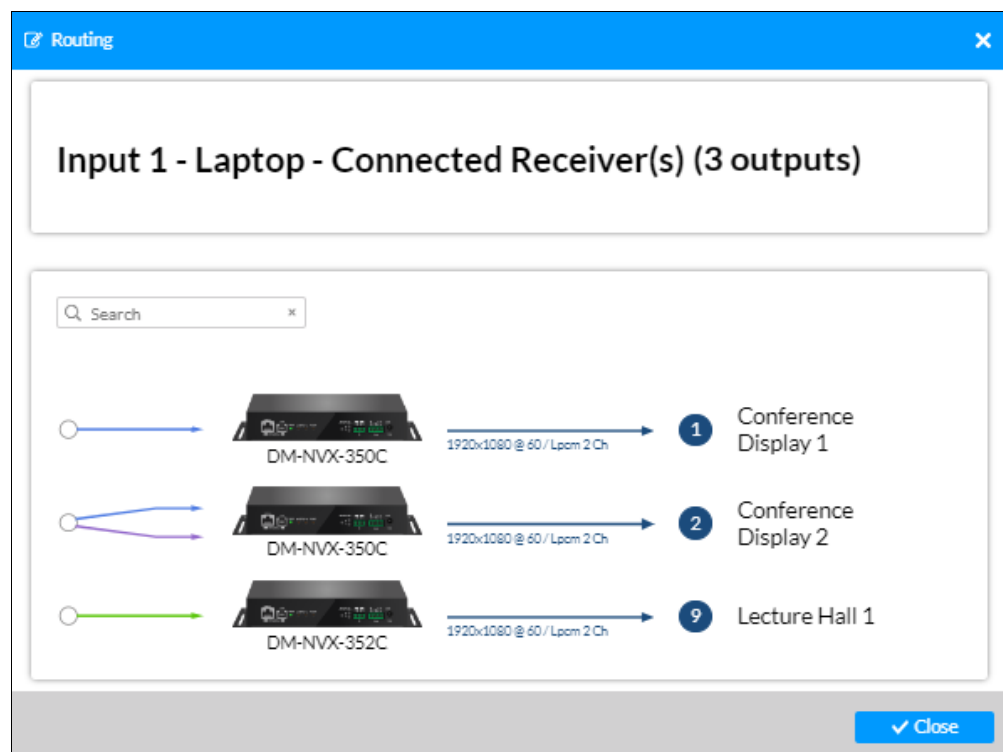 Routing
Input 1 - Laptop - Connected Receiver(s) (3 outputs)
Search
DM-NVX-350C
1920x1080 @ 60 / Lpcm 2 Ch
1
Conference
Display 1
DM-NVX-350C
1920x1080 @ 60 / Lpcm 2 Ch
2
Conference
Display 2
DM-NVX-352C
1920x1080 @ 60 / Lpcm 2 Ch
9
Lecture Hall 1
Close